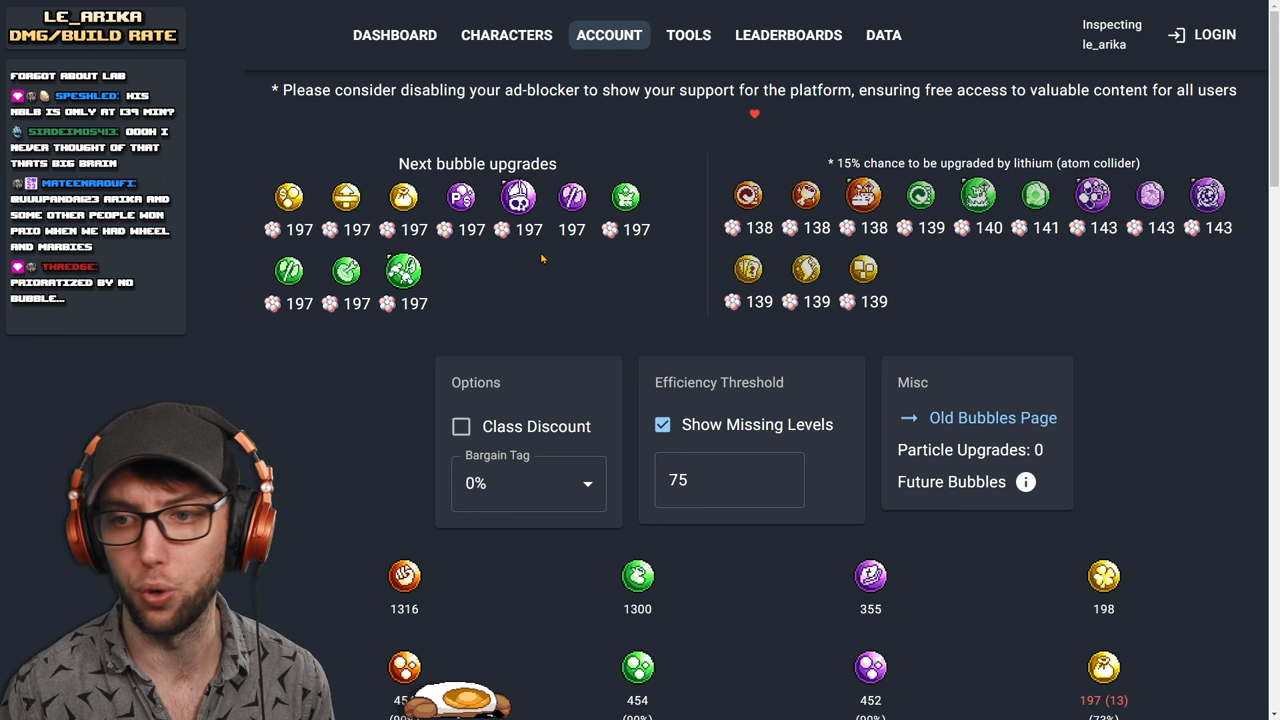 LE_ARIKA
DMG/BUILD RATE
FORGOT ABOUT LAB
SPESHLED: HIS
NBLB IS ONLY AT 139 MIN?
SIRDEIMOS413: OOOH I
NEVER THOUGHT OF THAT
THATS BIG BRAIN
MATEENRAOUFI:
@UUUPANDA123 ARIKA AND
SOME OTHER PEOPLE WON
PRIO WHEN WE HAD WHEEL
AND MARBIES
THREDGE:
PRIORATIZED BY NO
BUBBLE...
DASHBOARD CHARACTERS ACCOUNT TOOLS LEADERBOARDS DATA
Inspecting
le_arika
LOGIN
* Please consider disabling your ed-blocker to show your support for the platform, ensuring free access to valuable content for all users
Next bubble upgrades
197 197 197 197 197 197 197
197 197 197
* 15% chance to be upgraded by lithium (atom collider)
138 138 138 139 140 141 143 143 143
139 139 139
Options
Class Discount
Bargain Tag
0%
Efficiency Threshold
Show Missing Levels
75
Misc
→ Old Bubbles Page
Particle Upgrades: 0
Future Bubbles
1316 1300 355 198
454 452 197 (13)
(90%) (73%)